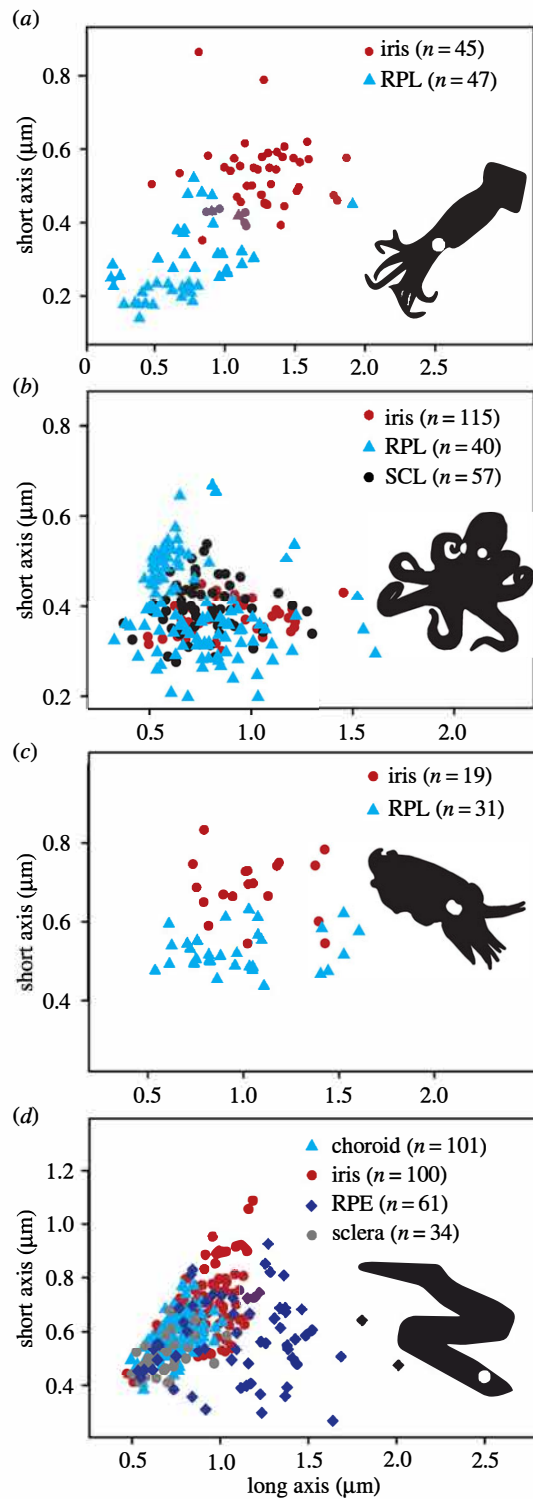 (a)
iris (n = 45)
RPL (n = 47)
short axis (μm)
0.8
0.6
0.4
0.2
0 0.5 1.0 1.5 2.0 2.5
(b)
iris (n = 115)
RPL (n = 40)
SCL (n = 57)
short axis (μm)
0.8
0.6
0.4
0.2
0.5 1.0 1.5 2.0
(c)
iris (n = 19)
RPL (n = 31)
short axis (μm)
0.8
0.6
0.4
0.5 1.0 1.5 2.0
(d)
choroid (n = 101)
iris (n = 100)
RPE (n = 61)
sclera (n = 34)
short axis (μm)
1.2
1.0
0.8
0.6
0.4
0.5 1.0 1.5 2.0 2.5
long axis (μm)